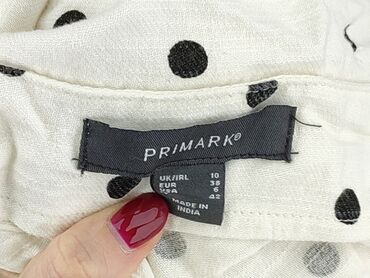 PRIMARK®
UK/IRL 10
EUR 38
USA 6
42
MADE IN
INDIA